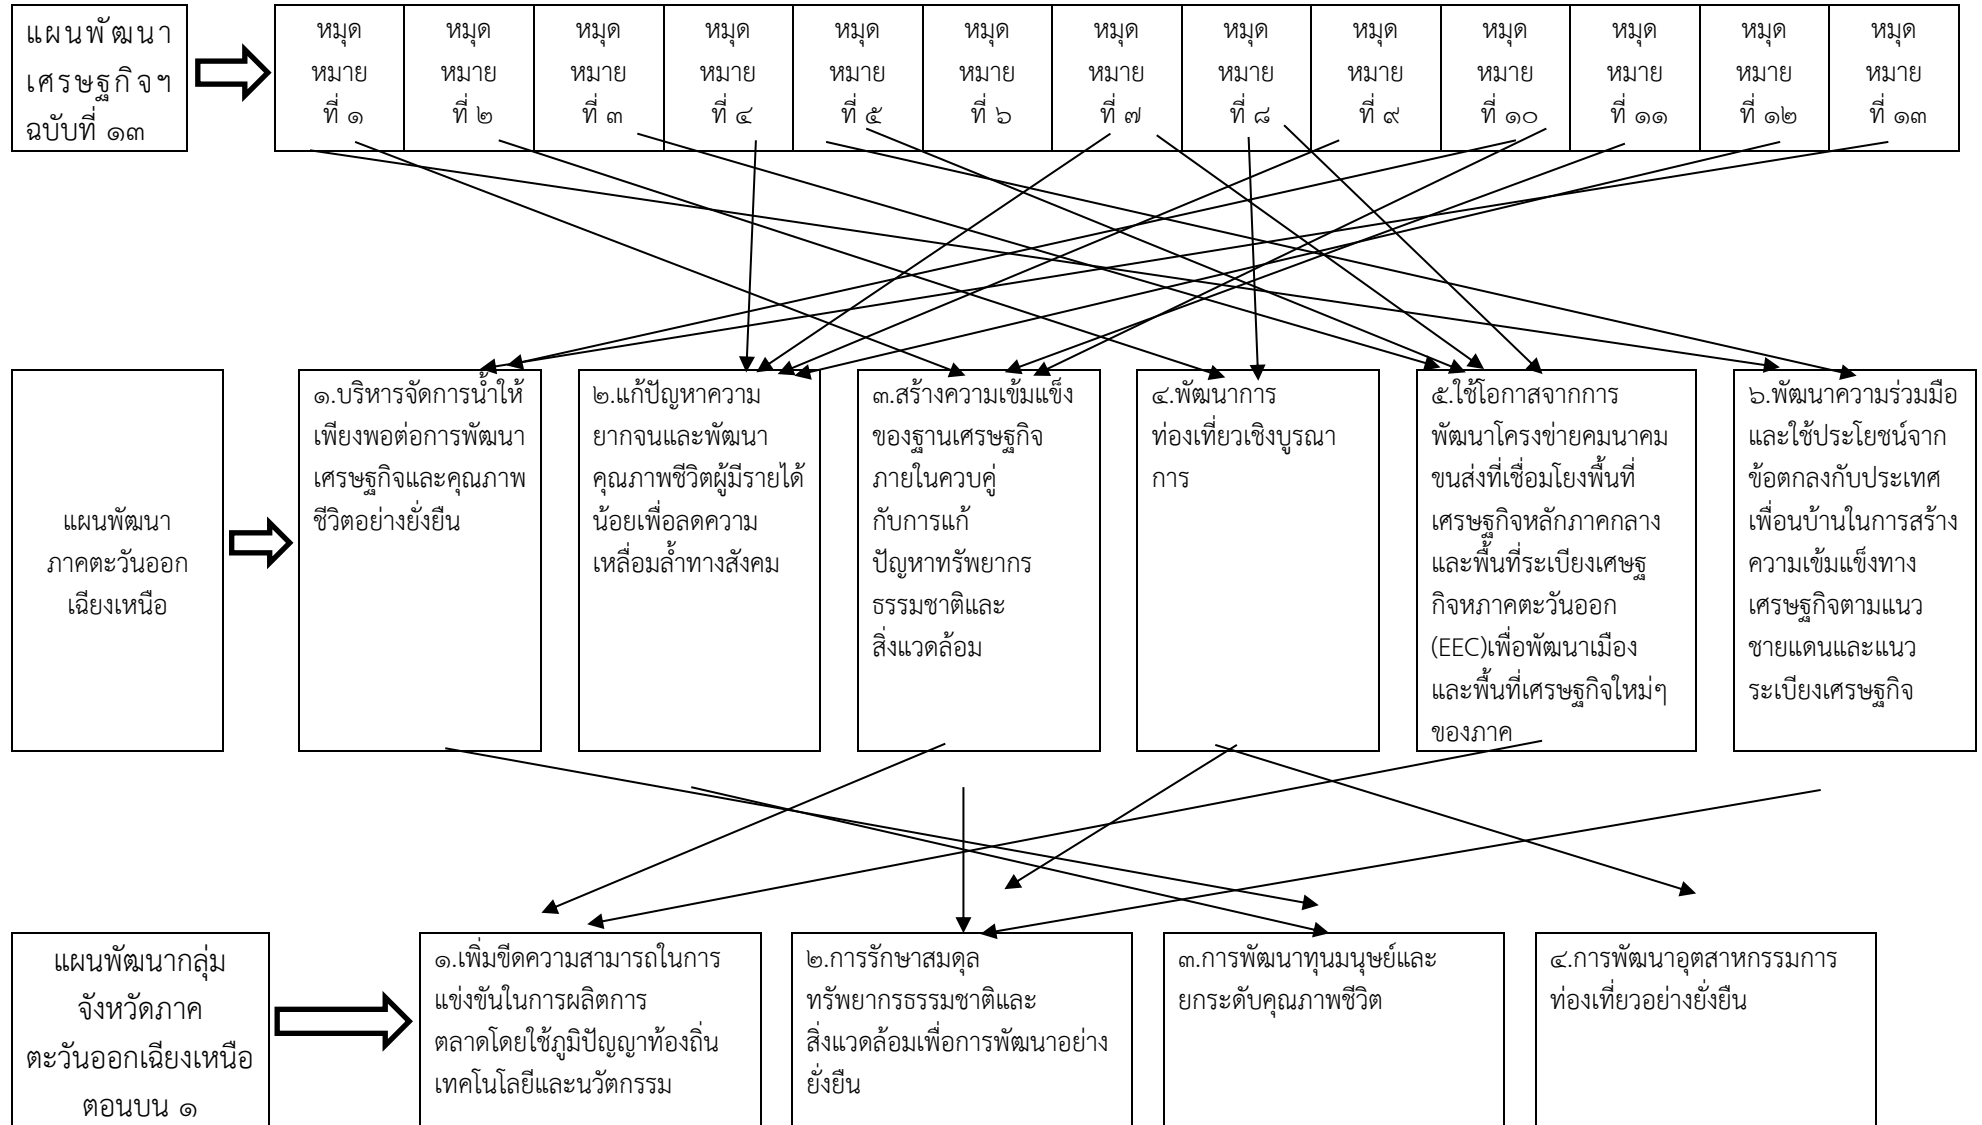 แผนพัฒนา
เศรษฐกิจฯ
ฉบับที่ ๑๓
หมุด
หมาย
ที่ ๑
หมุด
หมาย
ที่ ๒
หมุด
หมาย
ที่ ๓
หมุด
หมาย
ที่ ๔
หมุด
หมาย
ที่ ๕
หมุด
หมาย
ที่ ๖
หมุด
หมาย
ที่ ๗
หมุด
หมาย
ที่ ๘
หมุด
หมาย
ที่ ๙
หมุด
หมาย
ที่ ๑๐
หมุด
หมาย
ที่ ๑๑
หมุด
หมาย
ที่ ๑๒
หมุด
หมาย
ที่ ๑๓
แผนพัฒนา
ภาคตะวันออก
เฉียงเหนือ
๑.บริหารจัดการน้ำให้
เพียงพอต่อการพัฒนา
เศรษฐกิจและคุณภาพ
ชีวิตอย่างยั่งยืน
๒.แก้ปัญหาความ
ยากจนและพัฒนา
คุณภาพชีวิตผู้มีรายได้
น้อยเพื่อลดความ
เหลื่อมล้ำทางสังคม
๓.สร้างความเข้มแข็ง
ของฐานเศรษฐกิจ
ภายในควบคู่
กับการแก้
ปัญหาทรัพยากร
ธรรมชาติและ
สิ่งแวดล้อม
๔.พัฒนาการ
ท่องเที่ยวเชิงบูรณา
การ
๕.ใช้โอกาสจากการ
พัฒนาโครงข่ายคมนาคม
ขนส่งที่เชื่อมโยงพื้นที่
เศรษฐกิจหลักภาคกลาง
และพื้นที่ระเบียงเศษฐ
กิจหภาคตะวันออก
(EEC)เพื่อพัฒนาเมือง
และพื้นที่เศรษฐกิจใหม่ๆ
ของภาค
๖.พัฒนาความร่วมมือ
และใช้ประโยชน์จาก
ข้อตกลงกับประเทศ
เพื่อนบ้านในการสร้าง
ความเข้มแข็งทาง
เศรษฐกิจตามแนว
ชายแดนและแนว
ระเบียงเศรษฐกิจ
แผนพัฒนากลุ่ม
จังหวัดภาค
ตะวันออกเฉียงเหนือ
ตอนบน ๑
๑.เพิ่มขีดความสามารถในการ
แข่งขันในการผลิตการ
ตลาดโดยใช้ภูมิปัญญาท้องถิ่น
เทคโนโลยีและนวัตกรรม
๒.การรักษาสมดุล
ทรัพยากรธรรมชาติและ
สิ่งแวดล้อมเพื่อการพัฒนาอย่าง
ยั่งยืน
๓.การพัฒนาทุนมนุษย์และ
ยกระดับคุณภาพชีวิต
๔.การพัฒนาอุตสาหกรรมการ
ท่องเที่ยวอย่างยั่งยืน